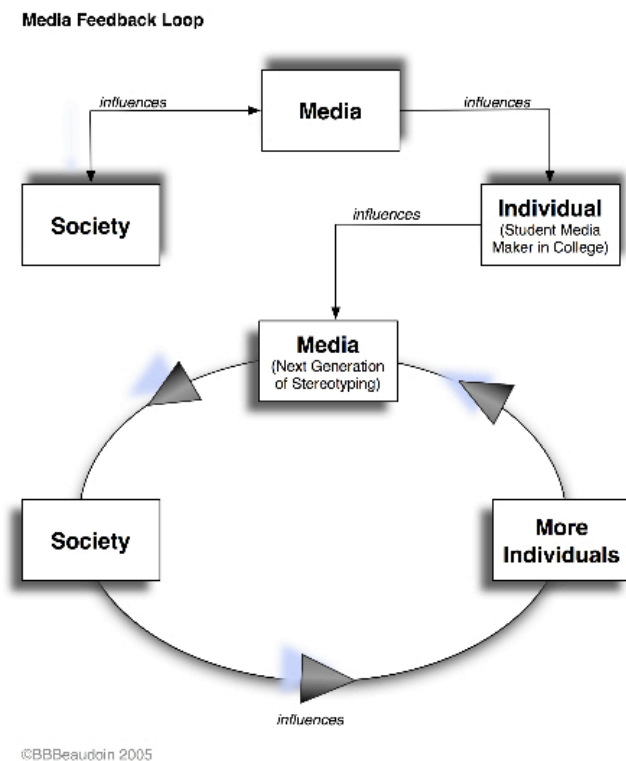 Media Feedback Loop
influences
Media
influences
Society
Individual
(Student Media
Maker in College)
influences
Media
(Next Generation
of Stereotyping)
Society
More
Individuals
influences
©BBBeaudoin 2005